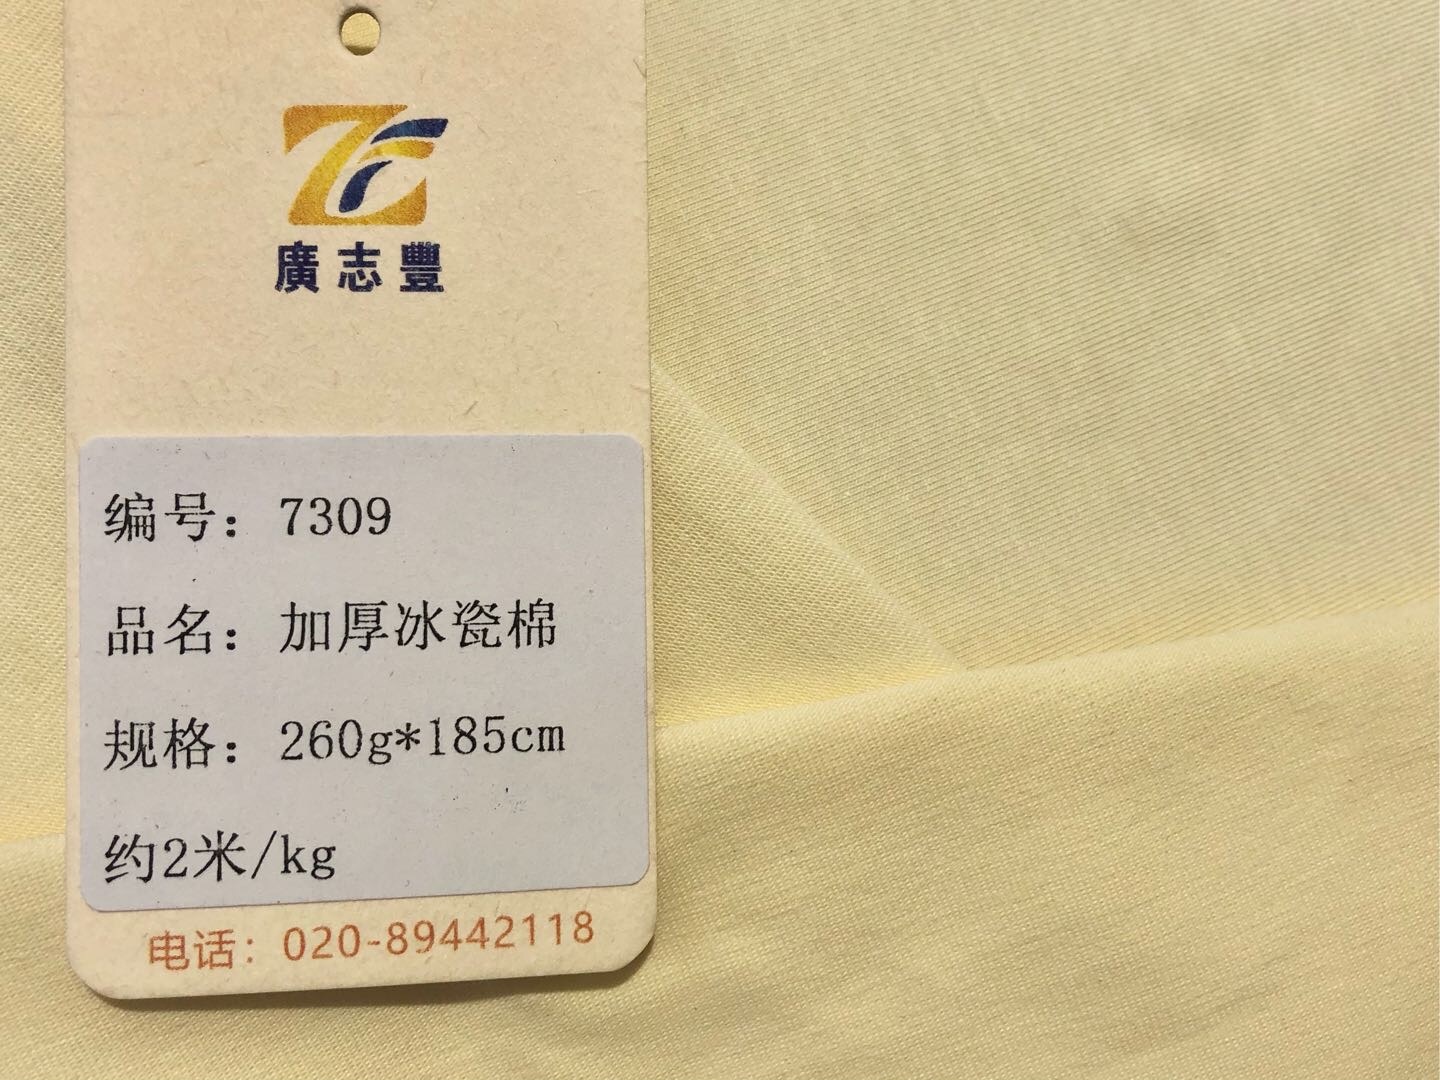 廣志豐
编号：7309
品名：加厚冰瓷棉
规格：260g*185cm
约2米/kg
电话：020-89442118